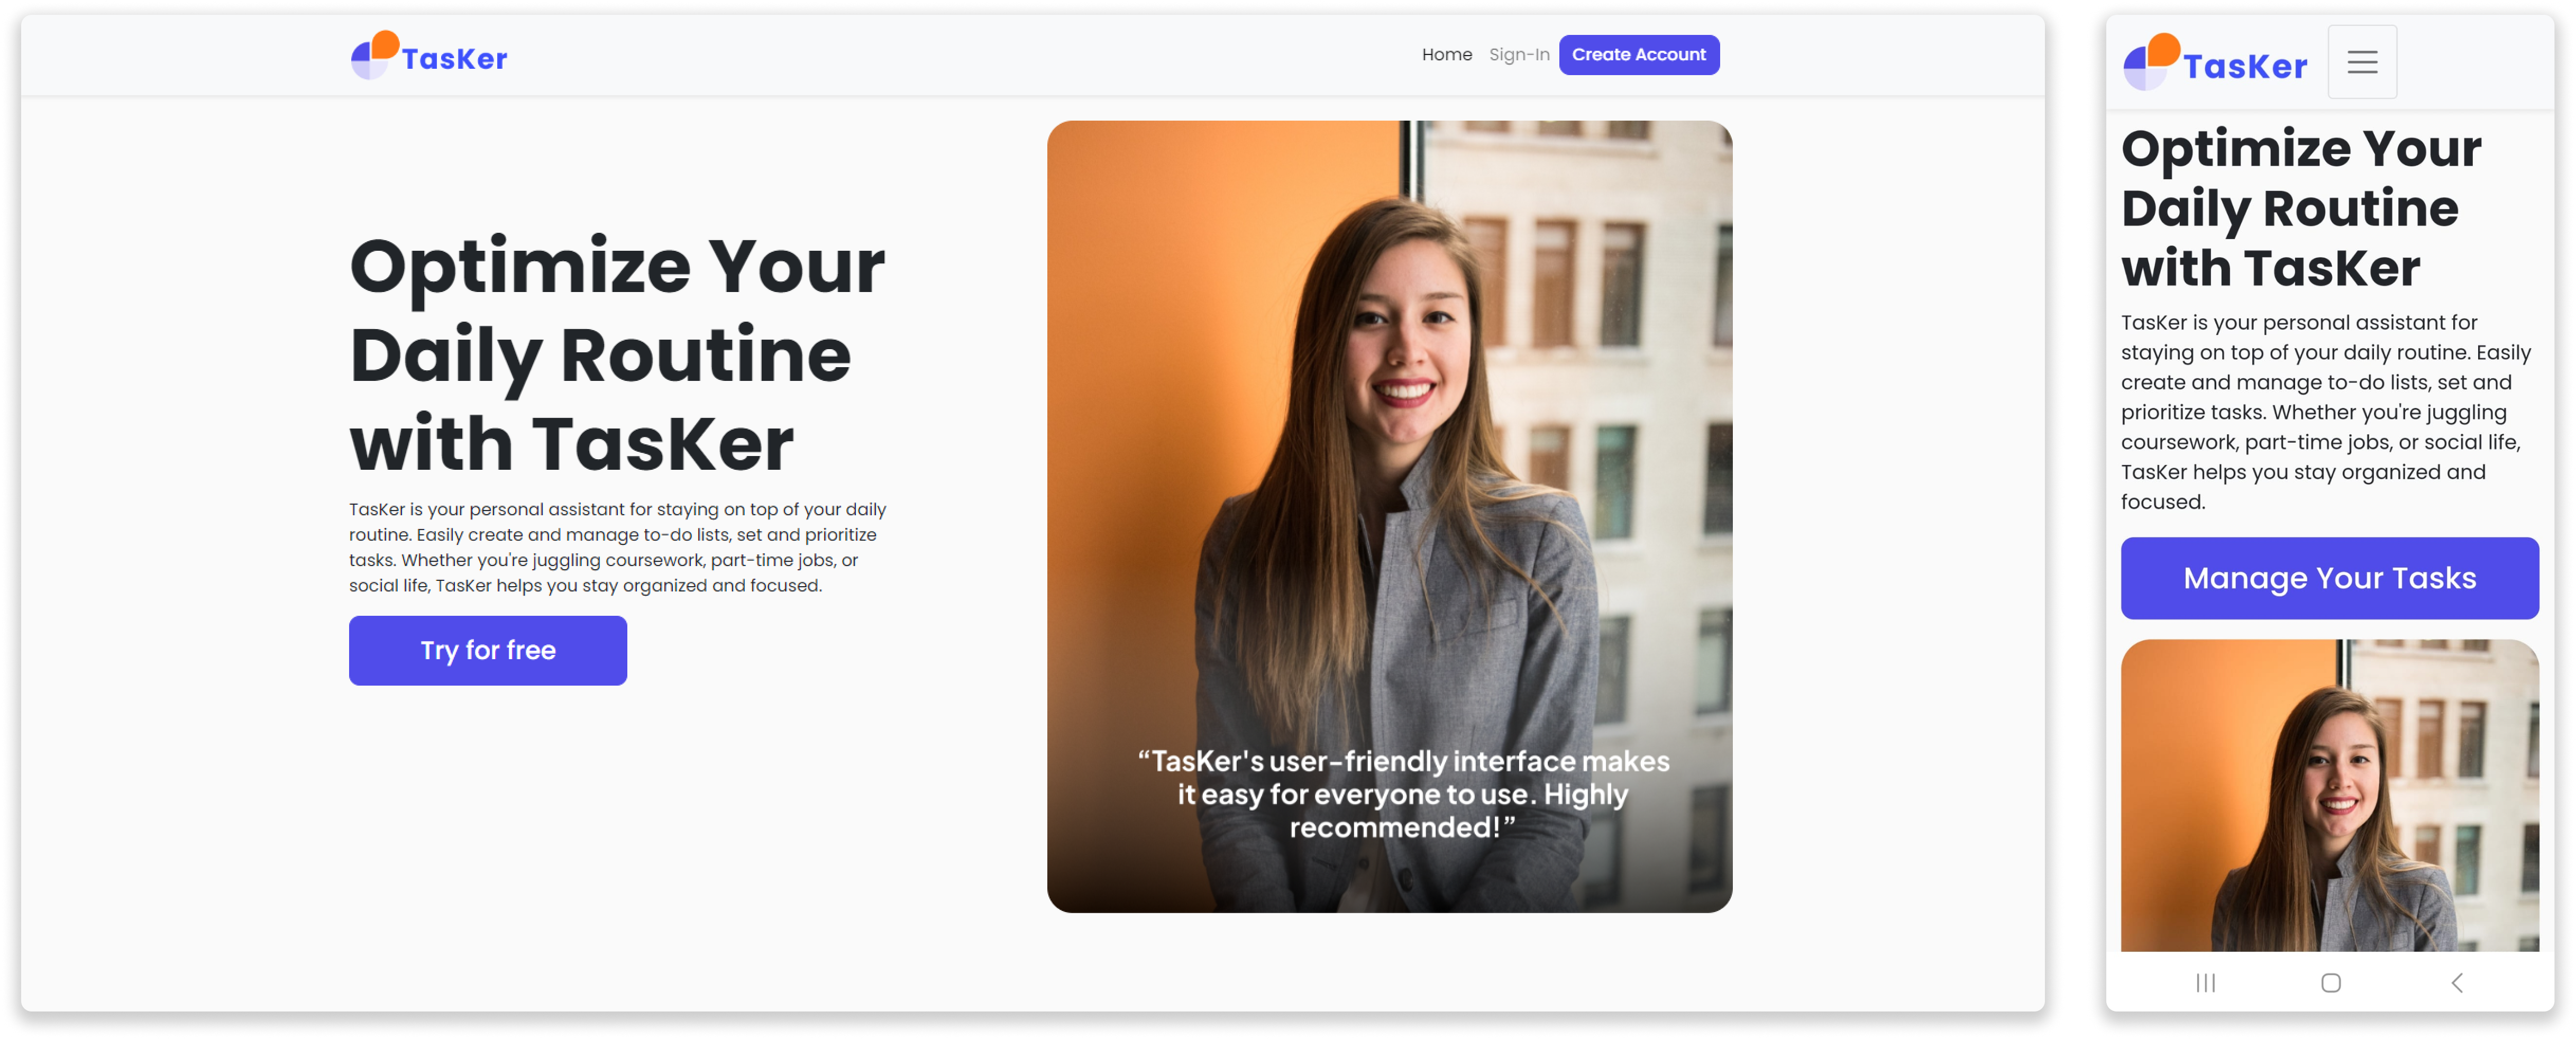 TasKer
Home Sign-In Create Account
Optimize Your
Daily Routine
with TasKer
TasKer is your personal assistant for staying on top of your daily
routine. Easily create and manage to-do lists, set and prioritize
tasks. Whether you're juggling coursework, part-time jobs, or
social life, TasKer helps you stay organized and focused.
Try for free
“TasKer's user-friendly interface makes
it easy for everyone to use. Highly
recommended!”
TasKer
Optimize Your
Daily Routine
with TasKer
TasKer is your personal assistant for
staying on top of your daily routine. Easily
create and manage to-do lists, set and
prioritize tasks. Whether you're juggling
coursework, part-time jobs, or social life,
TasKer helps you stay organized and
focused.
Manage Your Tasks